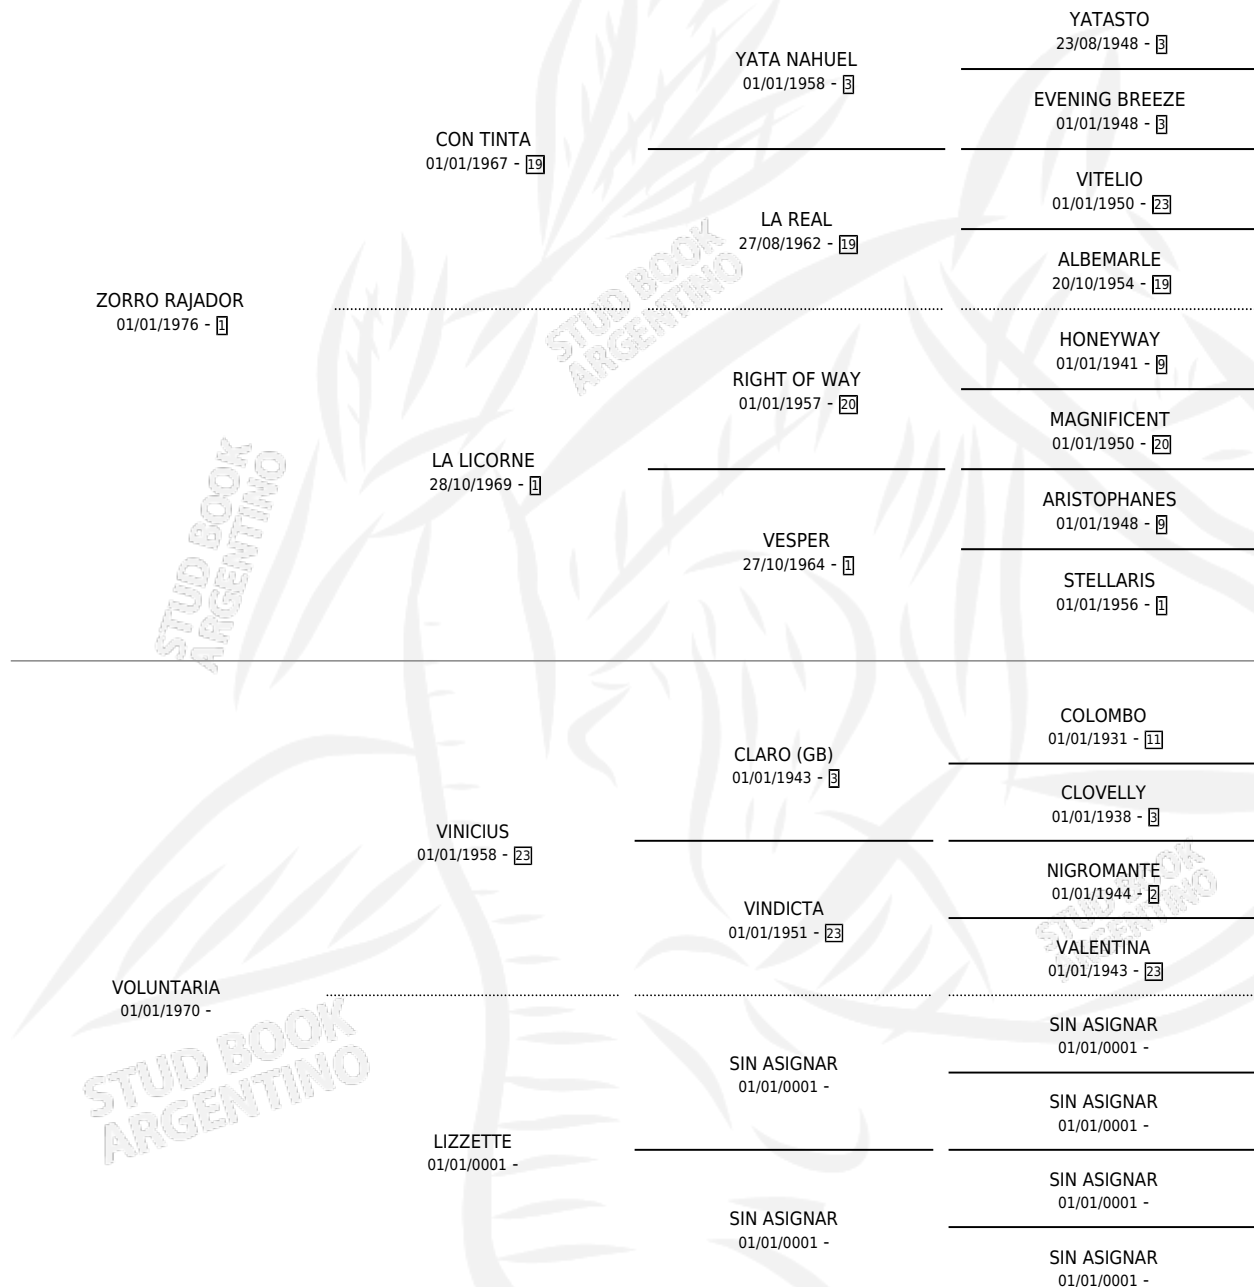 YATASTO
23/08/1948 - 3
YATA NAHUEL
01/01/1958 - 3
EVENING BREEZE
01/01/1948 - 3
CON TINTA
01/01/1967 - 19
VITELIO
01/01/1950 - 23
LA REAL
27/08/1962 - 19
ALBEMARLE
20/10/1954 - 19
ZORRO RAJADOR
01/01/1976 - 1
HONEYWAY
01/01/1941 - 9
RIGHT OF WAY
01/01/1957 - 20
MAGNIFICENT
01/01/1950 - 20
LA LICORNE
28/10/1969 - 1
ARISTOPHANES
01/01/1948 - 9
VESPER
27/10/1964 - 1
STELLARIS
01/01/1956 - 1
COLOMBO
01/01/1931 - 11
CLARO (GB)
01/01/1943 - 3
CLOVELLY
01/01/1938 - 3
VINICIUS
01/01/1958 - 23
NIGROMANTE
01/01/1944 - 2
VINDICTA
01/01/1951 - 23
VALENTINA
01/01/1943 - 23
VOLUNTARIA
01/01/1970 -
SIN ASIGNAR
01/01/0001 -
SIN ASIGNAR
01/01/0001 -
SIN ASIGNAR
01/01/0001 -
LIZZETTE
01/01/0001 -
SIN ASIGNAR
01/01/0001 -
SIN ASIGNAR
01/01/0001 -
SIN ASIGNAR
01/01/0001 -
STUD BOOK
ARGENTINO
STUD BOOK
ARGENTINO
STUD BOOK
ARGENTINO
STUD BOOK
ARGENTINO